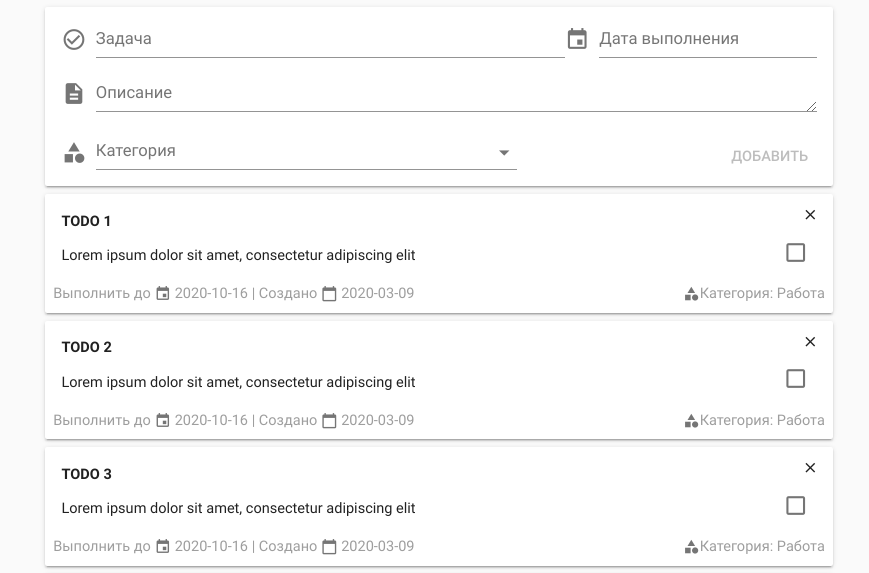 Задача Дата выполнения
Описание
Категория
ДОБАВИТЬ
TODO 1
Lorem ipsum dolor sit amet, consectetur adipiscing elit
Выполнить до 2020-10-16 | Создано 2020-03-09 Категория: Работа
TODO 2
Lorem ipsum dolor sit amet, consectetur adipiscing elit
Выполнить до 2020-10-16 | Создано 2020-03-09 Категория: Работа
TODO 3
Lorem ipsum dolor sit amet, consectetur adipiscing elit
Выполнить до 2020-10-16 | Создано 2020-03-09 Категория: Работа